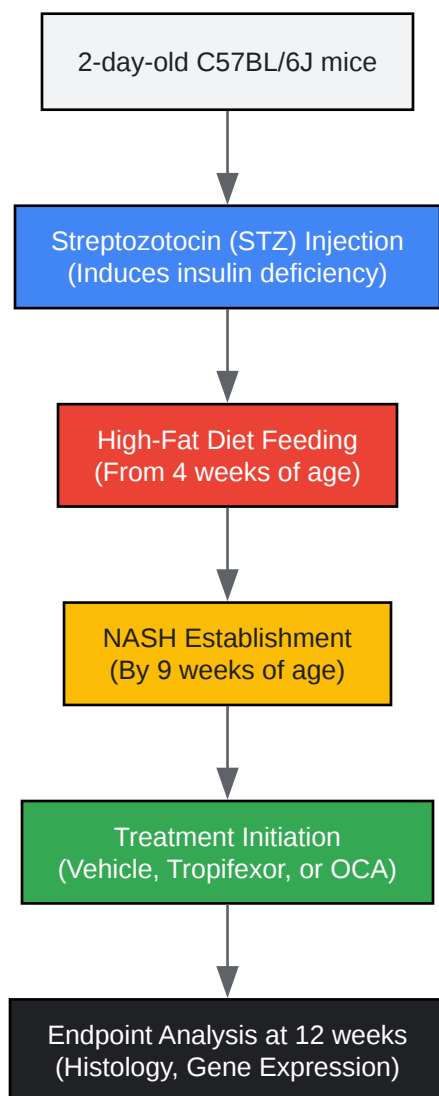 2-day-old C57BL/6J mice
Streptozotocin (STZ) Injection
(Induces insulin deficiency)
High-Fat Diet Feeding
(From 4 weeks of age)
NASH Establishment
(By 9 weeks of age)
Treatment Initiation
(Vehicle, Tropifexor, or OCA)
Endpoint Analysis at 12 weeks
(Histology, Gene Expression)